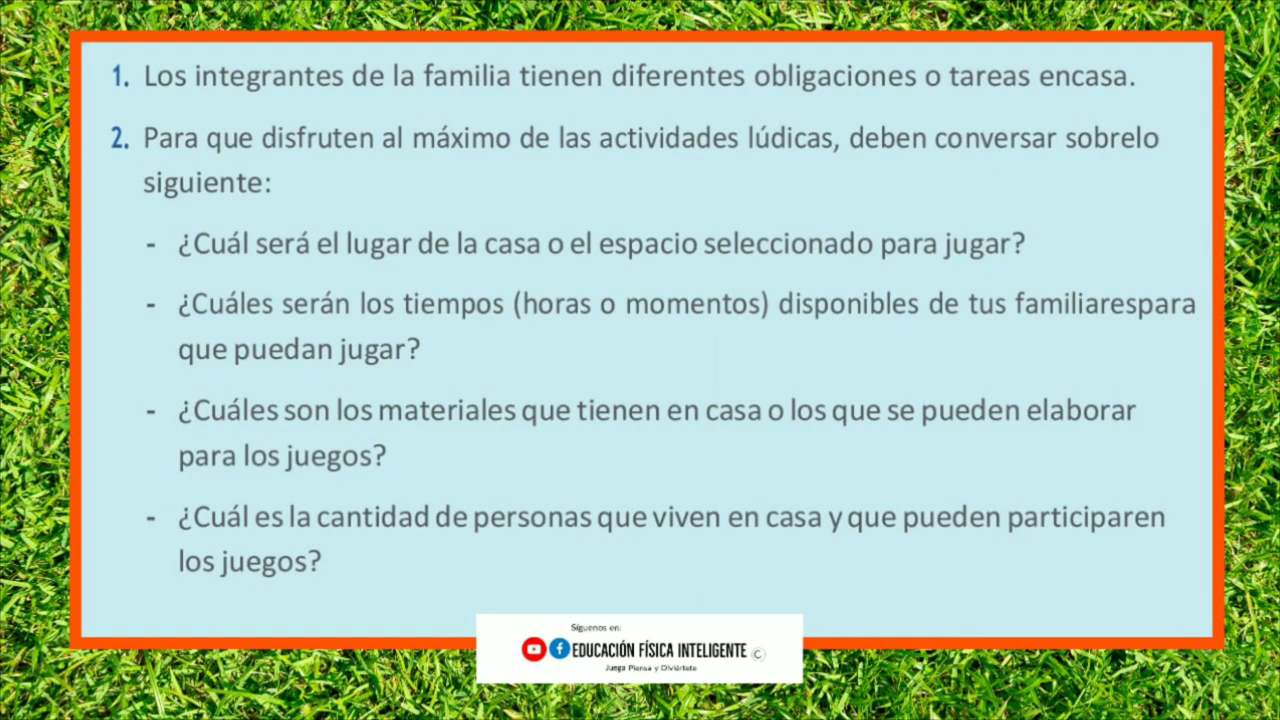 1. Los integrantes de la familia tienen diferentes obligaciones o tareas encasa.
2. Para que disfruten al máximo de las actividades lúdicas, deben conversar sobrelo
siguiente:
- ¿Cuál será el lugar de la casa o el espacio seleccionado para jugar?
- ¿Cuáles serán los tiempos (horas o momentos) disponibles de tus familiarespara
que puedan jugar?
- ¿Cuáles son los materiales que tienen en casa o los que se pueden elaborar
para los juegos?
- ¿Cuál es la cantidad de personas que viven en casa y que pueden participaren
los juegos?
Síguenos en:
EDUCACIÓN FÍSICA INTELIGENTE ©
Juega Piensa y Diviértete